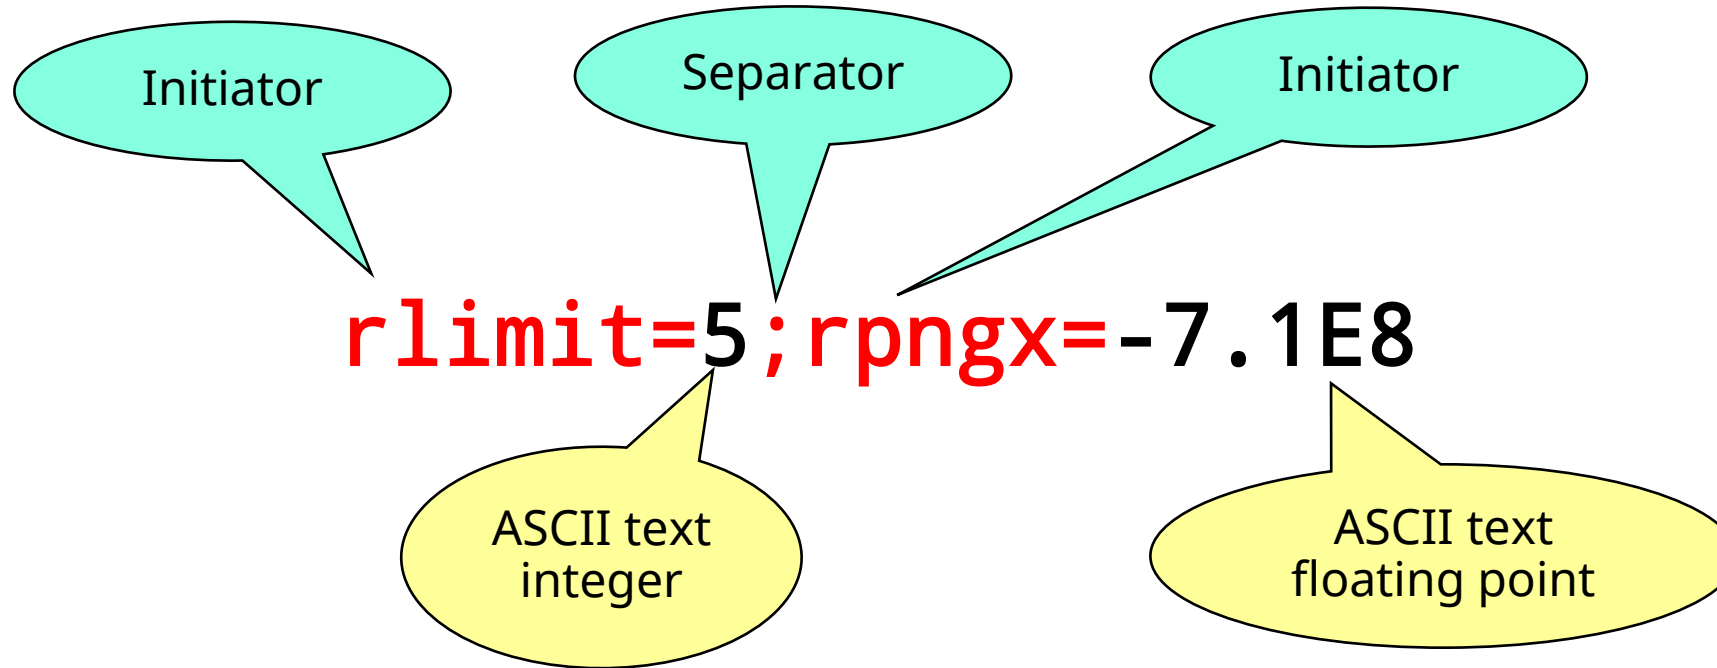 Initiator
Separator
Initiator
rlimit=5;rpngx=-7.1E8
ASCII text
integer
ASCII text
floating point